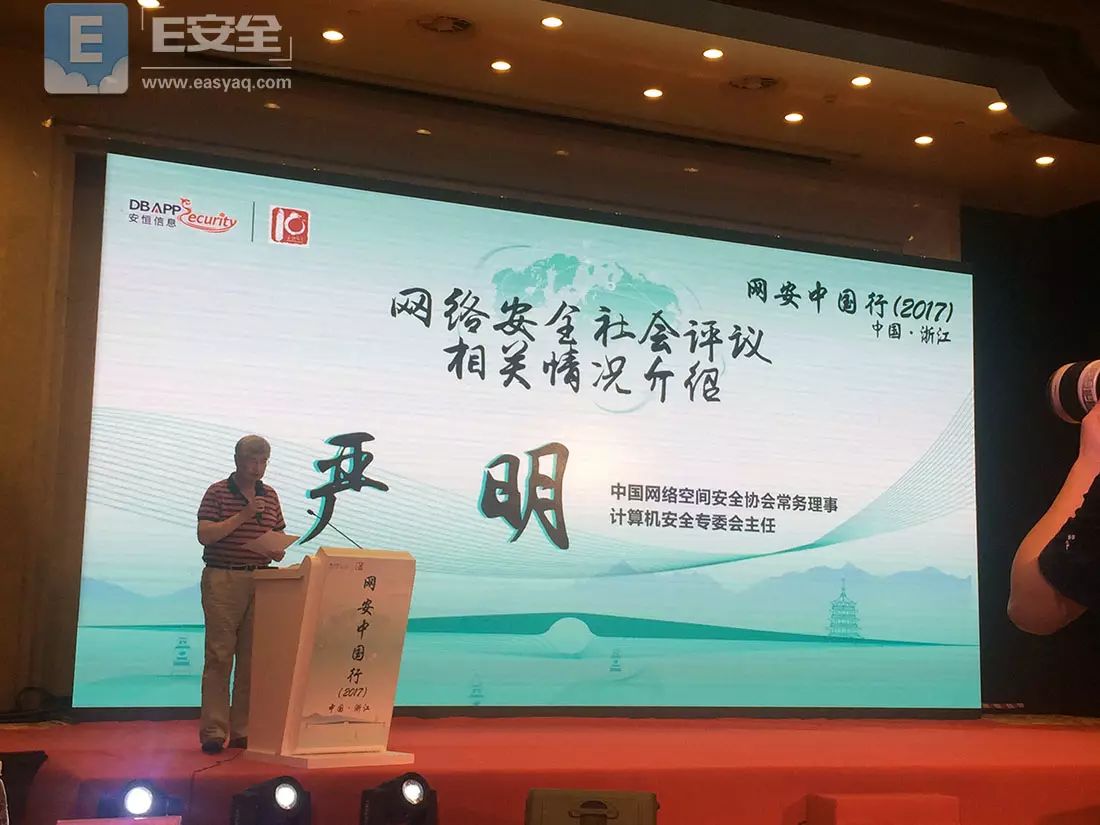 E
E安全
www.easyaq.com
DBAPPSecurity
安恒信息
网安中国行(2017)
中国·浙江
网络安全社会评议
相关情况介绍
严 明
中国网络空间安全协会常务理事
计算机安全专委会主任
网安中国行
(2017)
中国·浙江